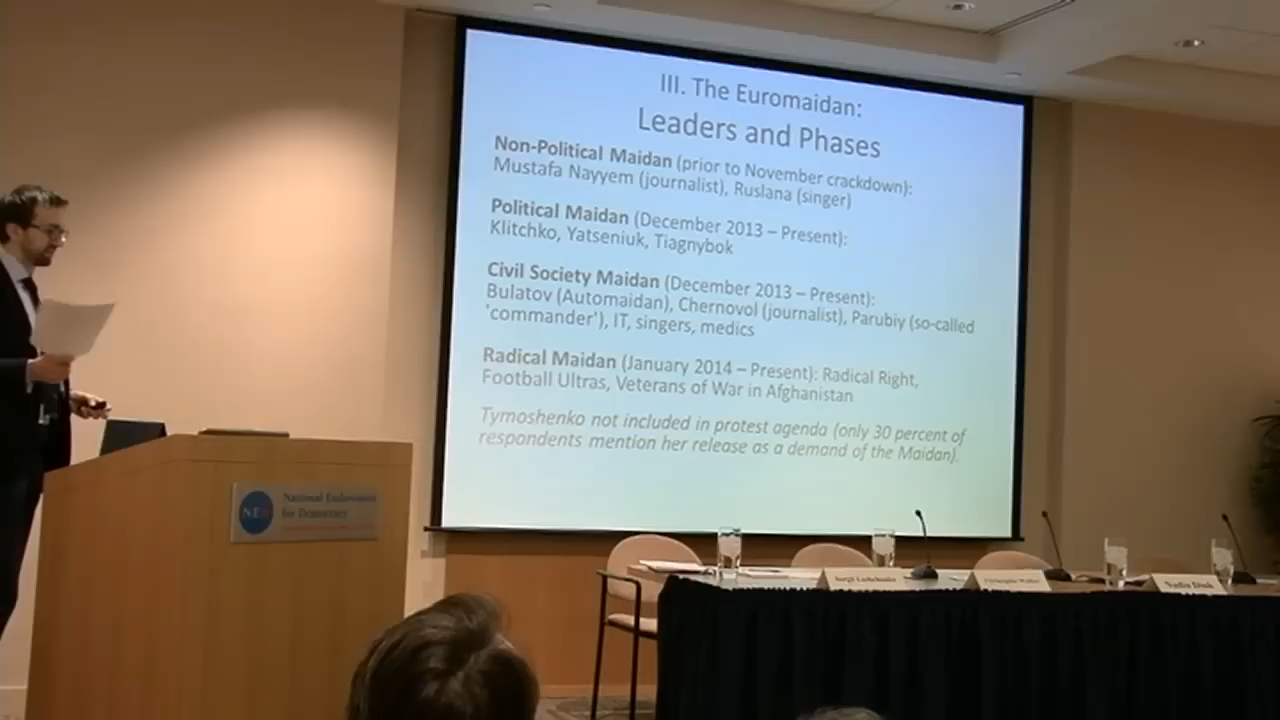 III. The Euromaidan:
Leaders and Phases
Non-Political Maidan (prior to November crackdown):
Mustafa Nayyem (journalist), Ruslana (singer)
Political Maidan (December 2013 – Present):
Klitchko, Yatseniuk, Tiagnybok
Civil Society Maidan (December 2013 – Present):
Bulatov (Automaidan), Chernovol (journalist), Parubiy (so-called
'commander'), IT, singers, medics
Radical Maidan (January 2014 – Present): Radical Right,
Football Ultras, Veterans of War in Afghanistan
Tymoshenko not included in protest agenda (only 30 percent of
respondents mention her release as a demand of the Maidan).
NED
National Endowment
for Democracy
Nadia Diuk